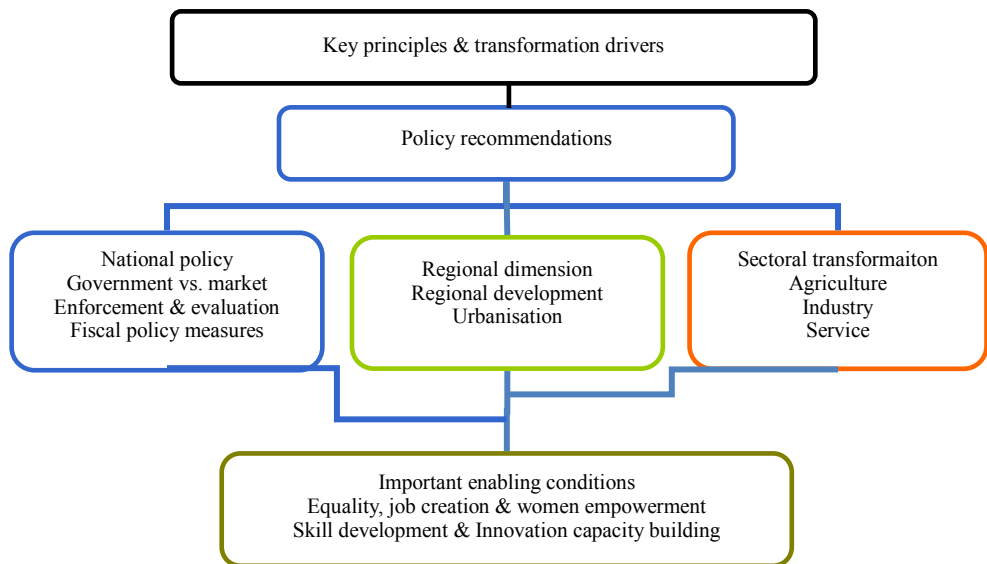 Key principles & transformation drivers
Policy recommendations
National policy
Government vs. market
Enforcement & evaluation
Fiscal policy measures
Regional dimension
Regional development
Urbanisation
Sectoral transformaiton
Agriculture
Industry
Service
Important enabling conditions
Equality, job creation & women empowerment
Skill development & Innovation capacity building